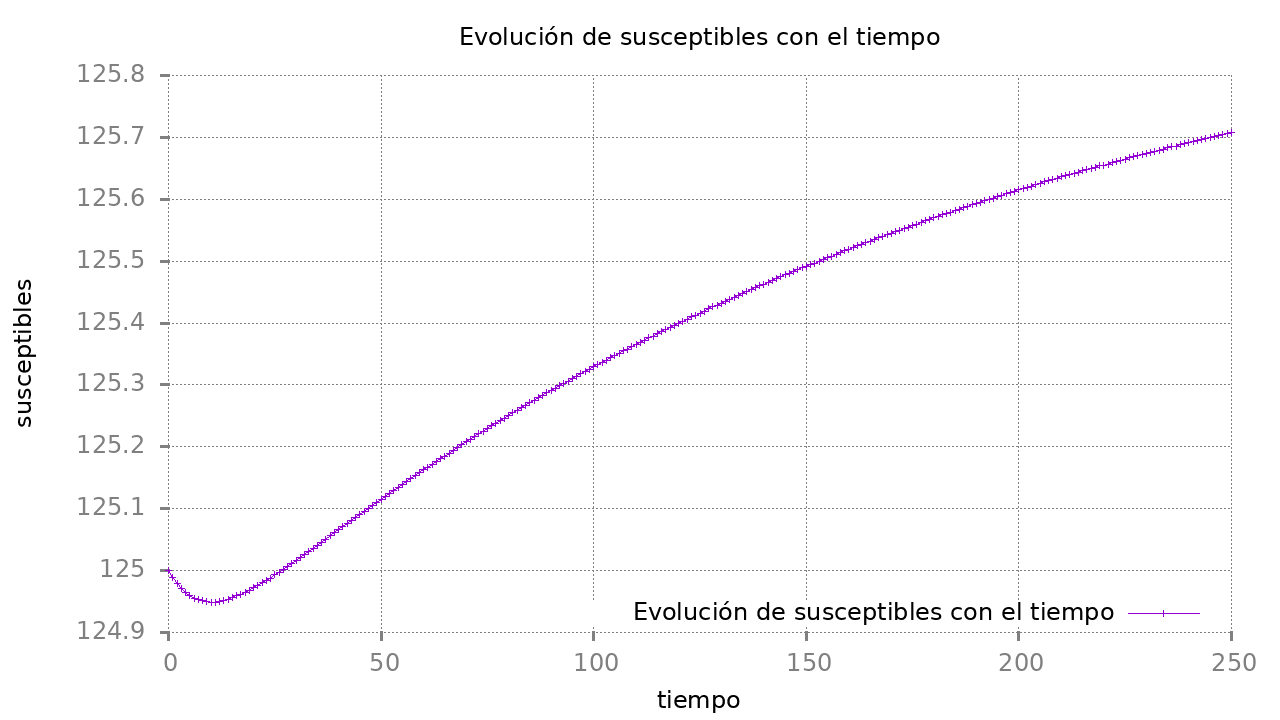 Evolución de susceptibles con el tiempo
125.8
125.7
125.6
125.5
125.4
125.3
125.2
125.1
125
124.9
susceptibles
Evolución de susceptibles con el tiempo
0 50 100 150 200 250
tiempo